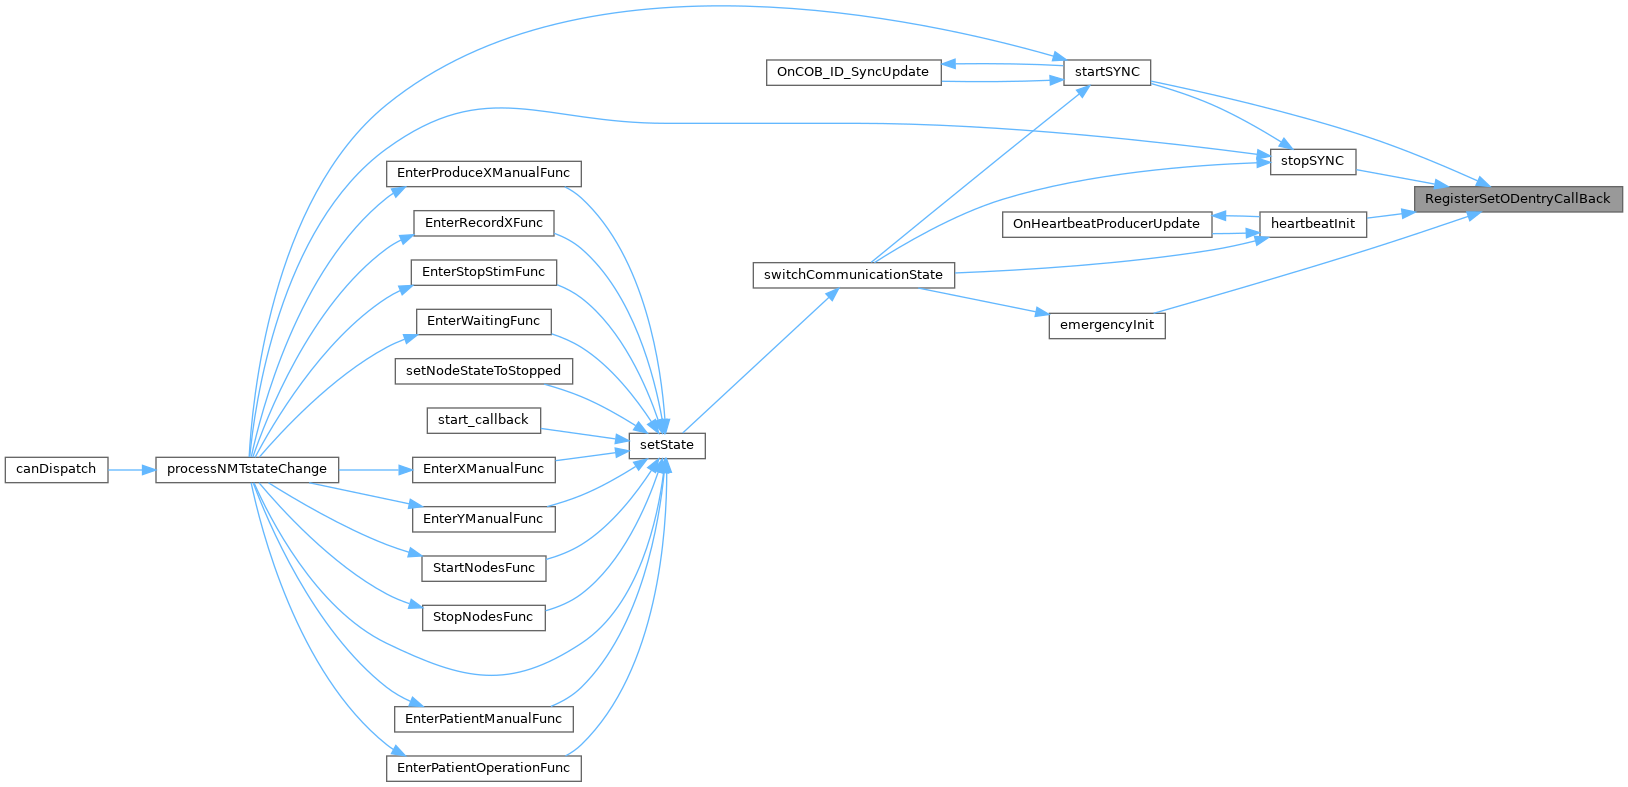 OnCOB_ID_SyncUpdate
startSYNC
stopSYNC
EnterProduceXManualFunc
RegisterSetODentryCallBack
EnterRecordXFunc
OnHeartbeatProducerUpdate
heartbeatInit
EnterStopStimFunc
switchCommunicationState
EnterWaitingFunc
emergencyInit
setNodeStateToStopped
start_callback
setState
canDispatch
processNMTstateChange
EnterXManualFunc
EnterYManualFunc
StartNodesFunc
StopNodesFunc
EnterPatientManualFunc
EnterPatientOperationFunc